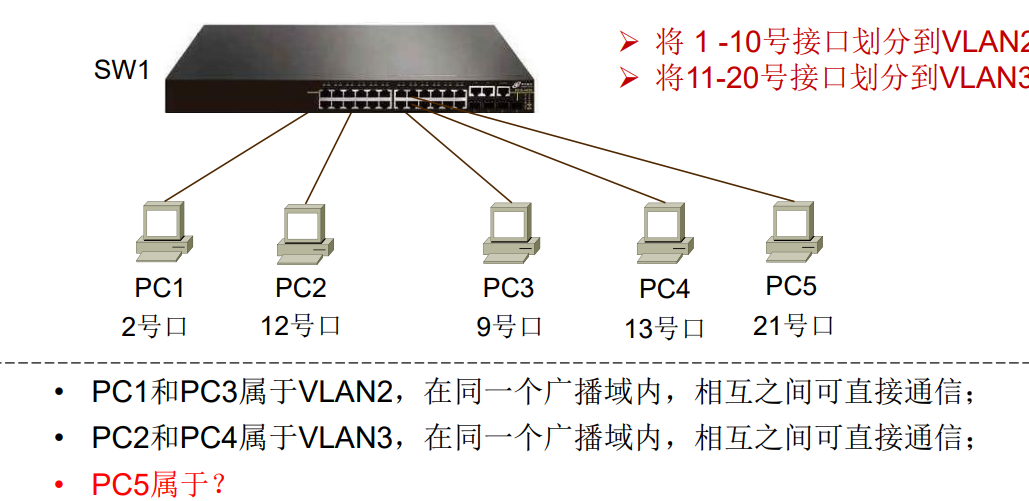 SW1
➢ 将 1 -10号接口划分到VLAN2
➢ 将11-20号接口划分到VLAN3
PC1 PC2 PC3 PC4 PC5
2号口 12号口 9号口 13号口 21号口
• PC1和PC3属于VLAN2，在同一个广播域内，相互之间可直接通信；
• PC2和PC4属于VLAN3，在同一个广播域内，相互之间可直接通信；
• PC5属于？